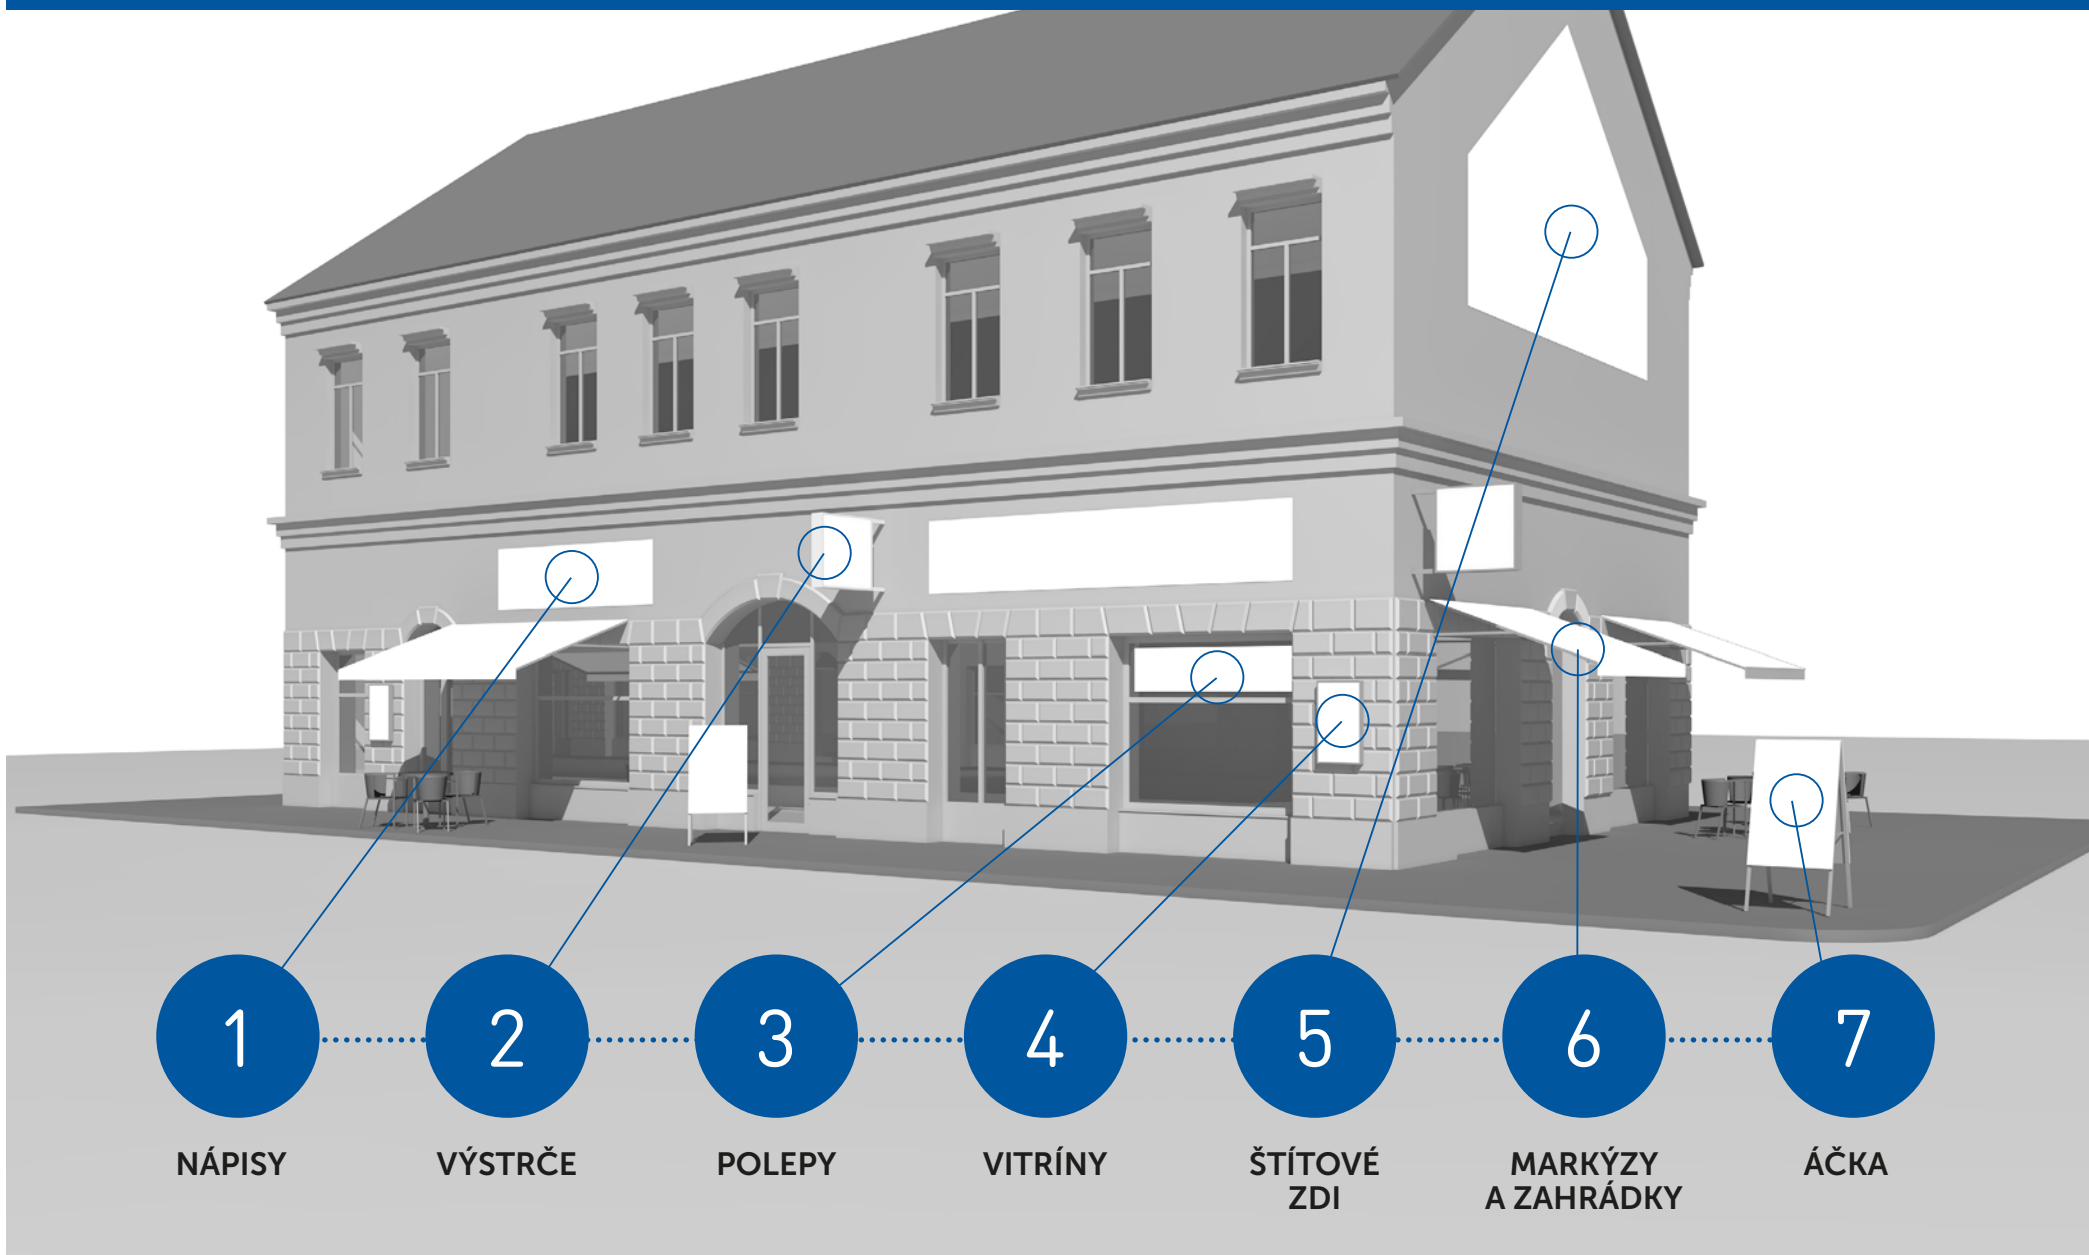 1
2
3
4
5
6
7
NÁPISY
VÝSTRČE
POLEPY
VITRÍNY
ŠTÍTOVÉ
ZDI
MARKÝZY
A ZAHRÁDKY
ÁČKA